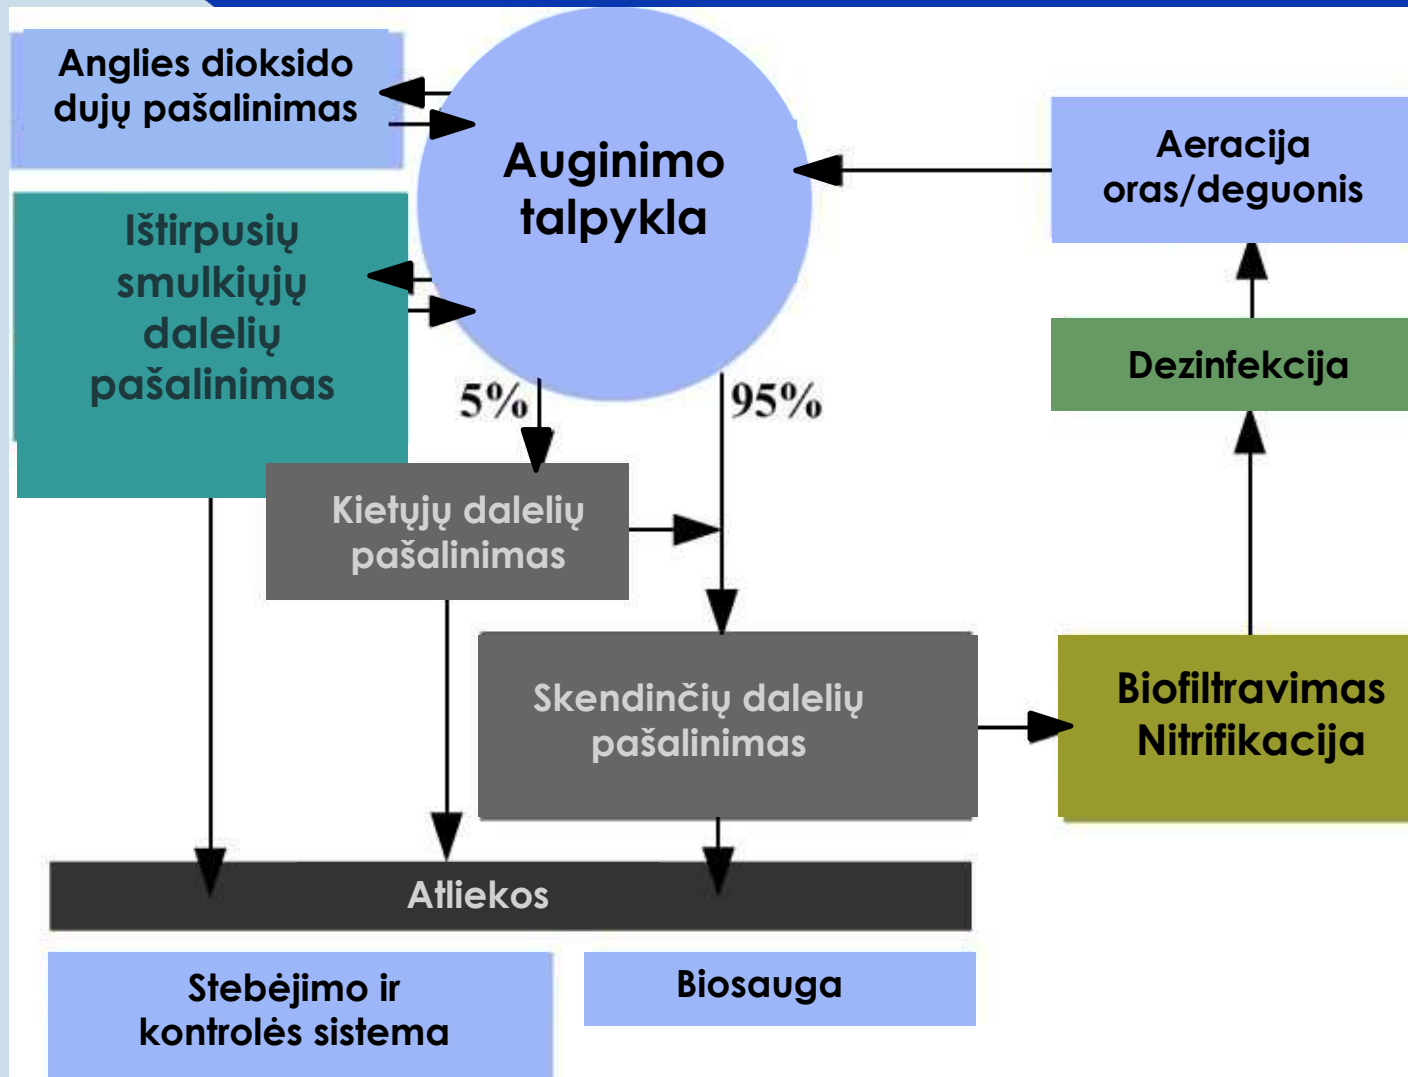 Anglies dioksido
dujų pašalinimas
Auginimo
talpykla
Aeracija
oras/deguonis
Ištirpusių
smulkiųjų
dalelių
pašalinimas
Dezinfekcija
5%
95%
Kietųjų dalelių
pašalinimas
Skendinčių dalelių
pašalinimas
Biofiltravimas
Nitrifikacija
Atliekos
Stebėjimo ir
kontrolės sistema
Biosauga